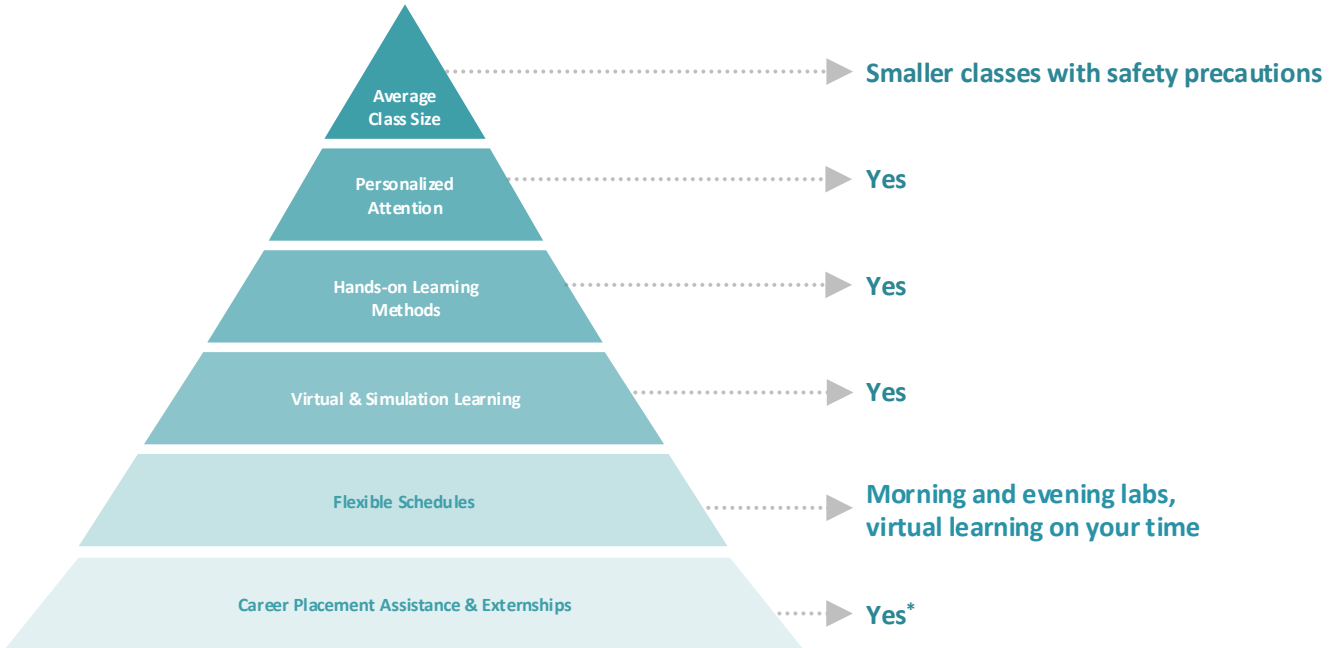 Average
Class Size
Smaller classes with safety precautions
Personalized
Attention
Yes
Hands-on Learning
Methods
Yes
Virtual & Simulation Learning
Yes
Flexible Schedules
Morning and evening labs,
virtual learning on your time
Career Placement Assistance & Externships
Yes*